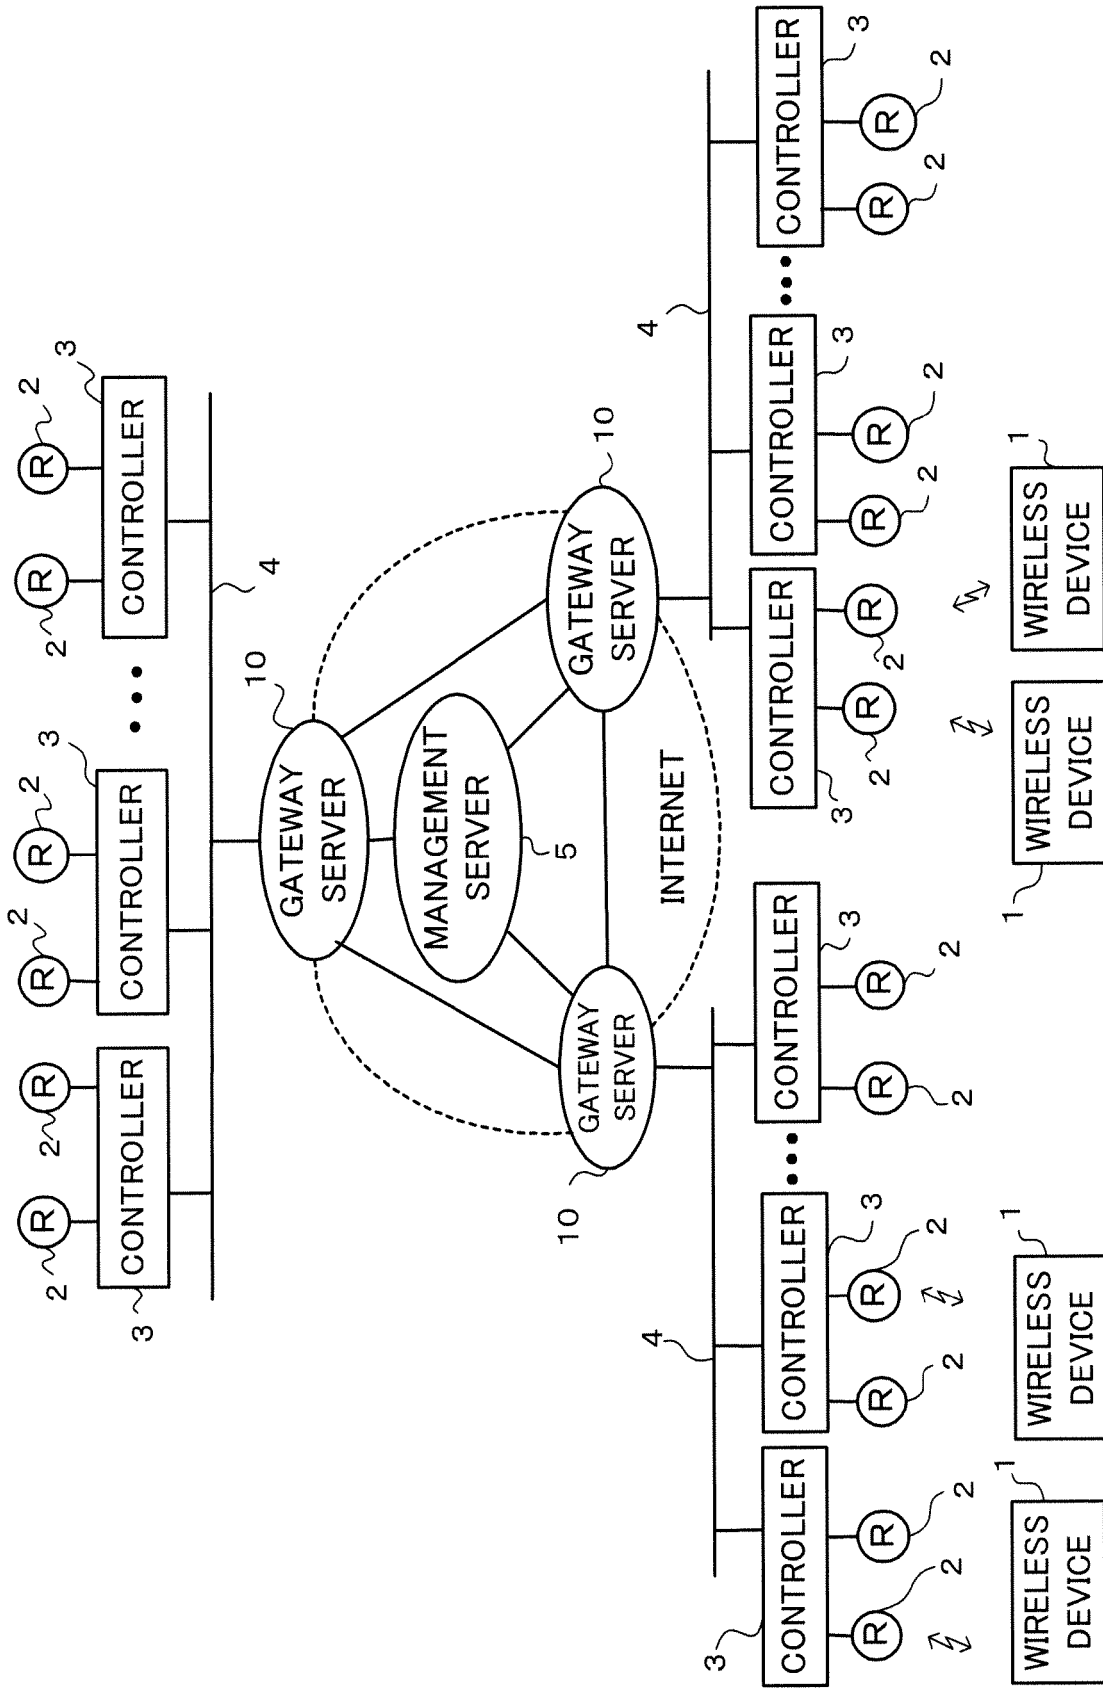 2
R
2
R
2
R
2
R
2
R
2
R
3
CONTROLLER
3
CONTROLLER
•••
3
CONTROLLER
4
10
GATEWAY
SERVER
MANAGEMENT
SERVER
5
10
GATEWAY
SERVER
10
GATEWAY
SERVER
INTERNET
4
4
3
CONTROLLER
CONTROLLER
3
•••
CONTROLLER
3
3
CONTROLLER
CONTROLLER
3
•••
CONTROLLER
3
R
2
R
2
R
2
R
2
R
2
R
2
R
2
R
2
R
2
R
2
R
2
R
2
1
WIRELESS
DEVICE
1
WIRELESS
DEVICE
1
WIRELESS
DEVICE
1
WIRELESS
DEVICE